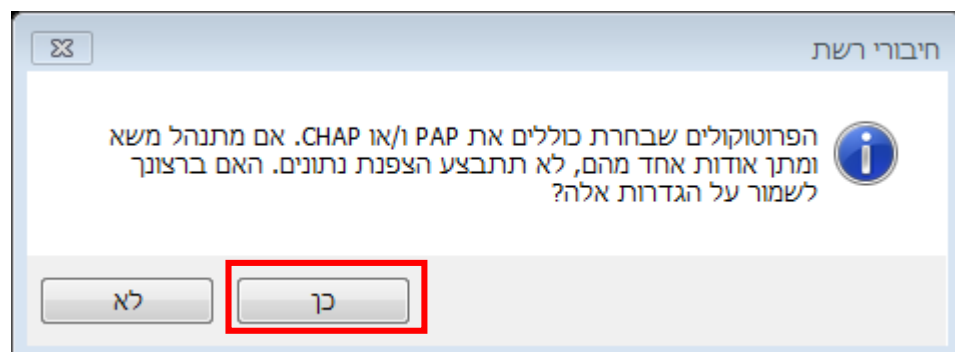 חיבורי רשת
הפרוטוקולים שבחרת כוללים את PAP ו/או CHAP. אם מתנהל משא
ומתן אודות אחד מהם, לא תתבצע הצפנת נתונים. האם ברצונך
לשמור על הגדרות אלה?
כן
לא